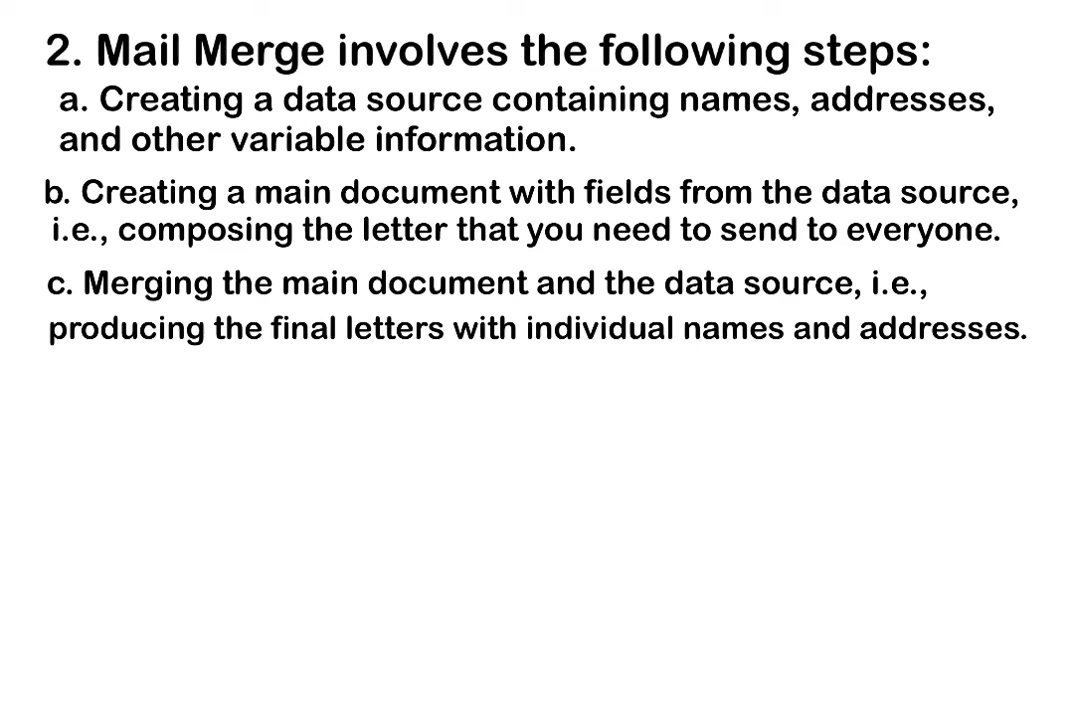 2. Mail Merge involves the following steps:
a. Creating a data source containing names, addresses,
and other variable information.
b. Creating a main document with fields from the data source,
i.e., composing the letter that you need to send to everyone.
c. Merging the main document and the data source, i.e.,
producing the final letters with individual names and addresses.